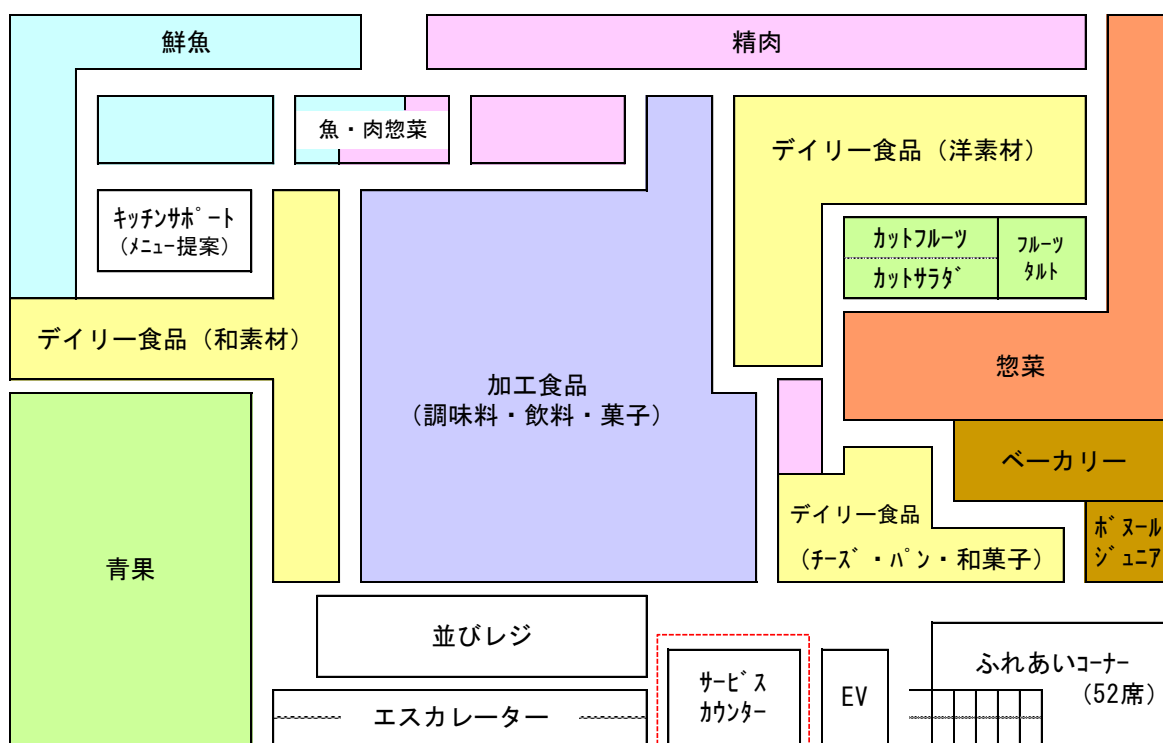 鮮魚
精肉
魚・肉惣菜
デイリー食品（洋素材）
キッチンサポート
（メニュー提案）
カットフルーツ
カットサラダ
フルーツ
タルト
デイリー食品（和素材）
惣菜
加工食品
（調味料・飲料・菓子）
ベーカリー
デイリー食品
（チーズ・パン・和菓子）
ボヌール
ジュニア
青果
並びレジ
サービス
カウンター
EV
ふれあいコーナー
（52席）
エスカレーター